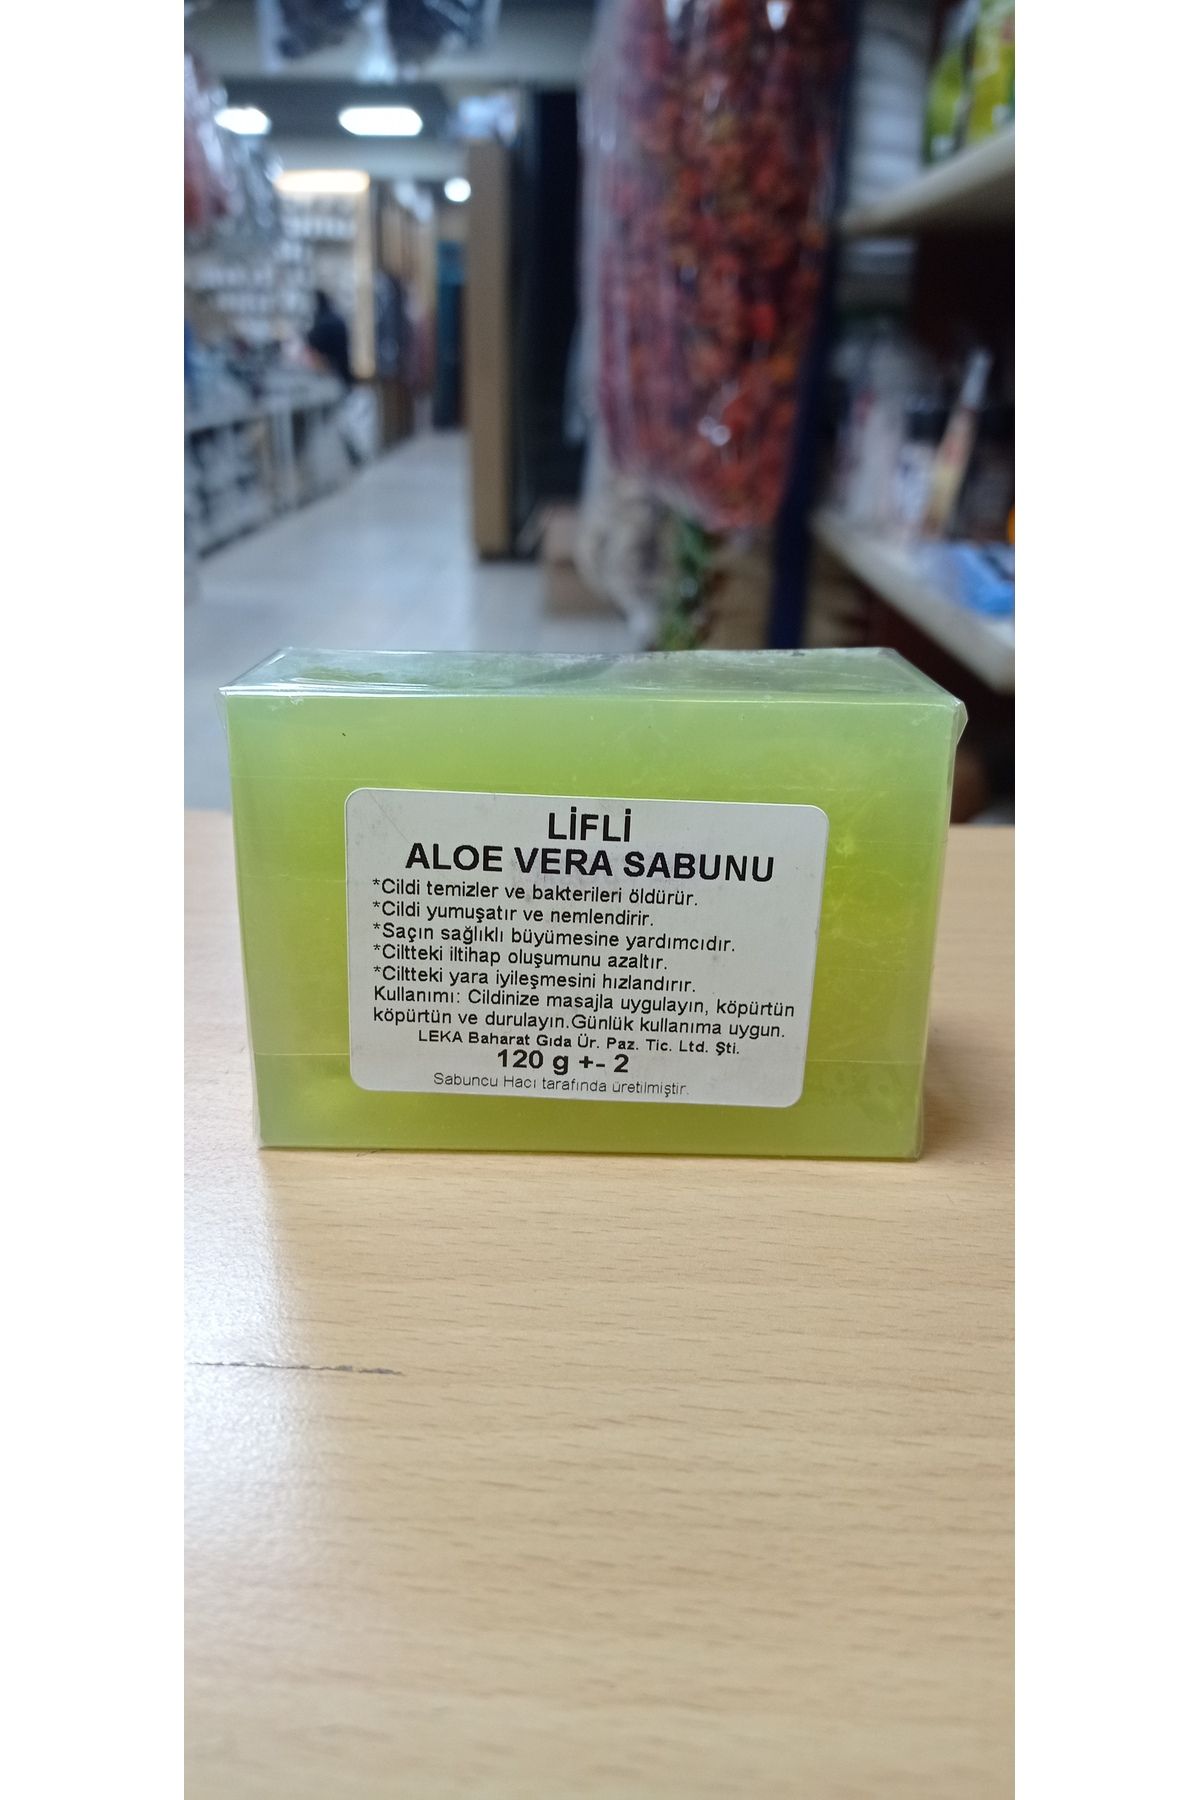 LİFLİ
ALOE VERA SABUNU
*Cildi temizler ve bakterileri öldürür.
*Cildi yumuşatır ve nemlendirir.
*Saçın sağlıklı büyümesine yardımcıdır.
*Ciltteki iltihap oluşumunu azaltır.
*Ciltteki yara iyileşmesini hızlandırır.
Kullanımı: Cildinize masajla uygulayın, köpürtün
köpürtün ve durulayın.Günlük kullanıma uygun.
LEKA Baharat Gıda Ür. Paz. Tic. Ltd. Şti.
120 g +- 2
Sabuncu Hacı tarafında üretilmiştir.